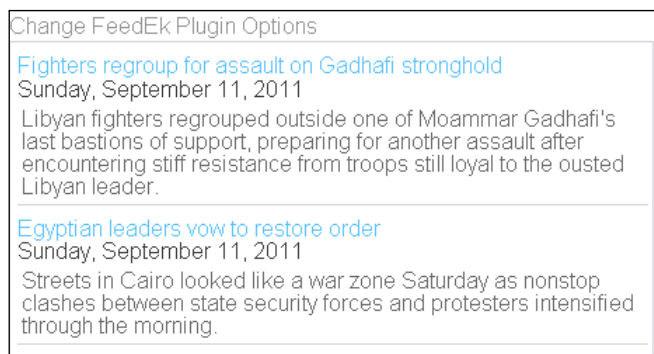 Change FeedEk Plugin Options
Fighters regroup for assault on Gadhafi stronghold
Sunday, September 11, 2011
Libyan fighters regrouped outside one of Moammar Gadhafi's
last bastions of support, preparing for another assault after
encountering stiff resistance from troops still loyal to the ousted
Libyan leader.
Egyptian leaders vow to restore order
Sunday, September 11, 2011
Streets in Cairo looked like a war zone Saturday as nonstop
clashes between state security forces and protesters intensified
through the morning.